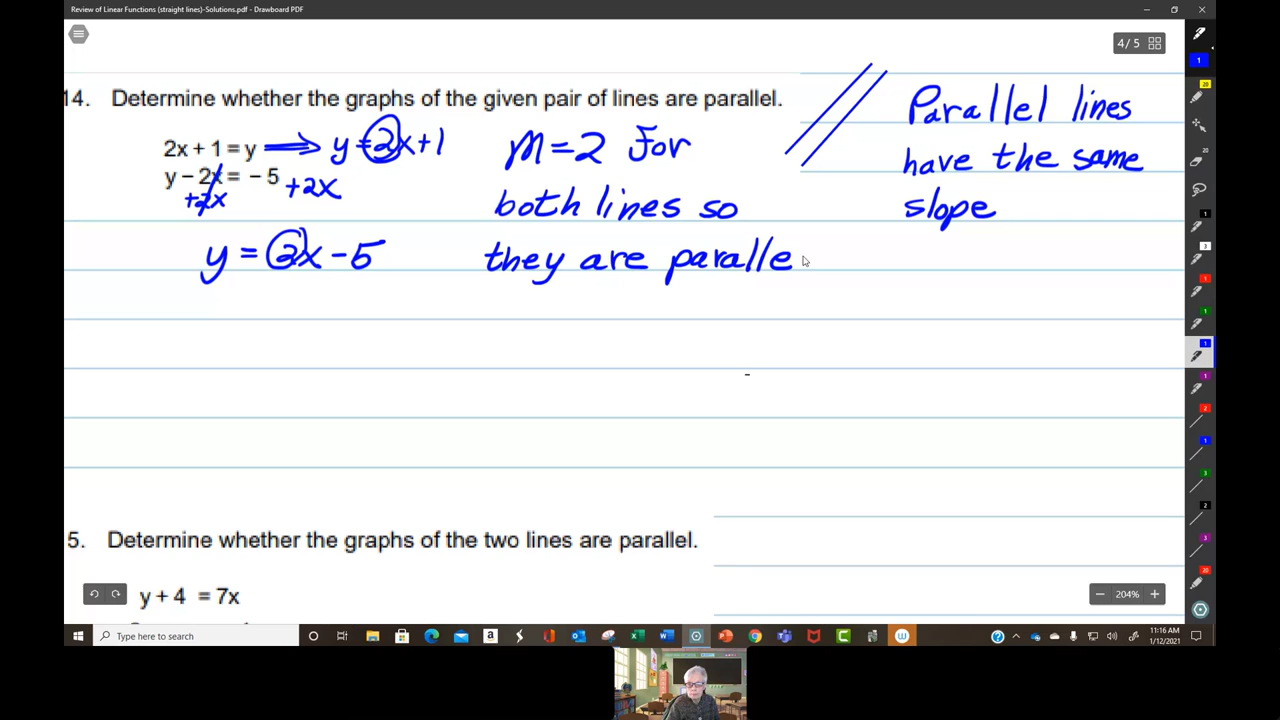 Review of Linear Functions (straight lines)-Solutions.pdf - Drawboard PDF
4 / 5
14. Determine whether the graphs of the given pair of lines are parallel.
2x + 1 = y ⟹ y = 2x + 1
y – 2x = – 5
+2x +2x
y = 2x - 5
m = 2 for
both lines so
they are paralle
Parallel lines
have the same
slope
5. Determine whether the graphs of the two lines are parallel.
y + 4 = 7x
204%
Type here to search
11:16 AM
1/12/2021